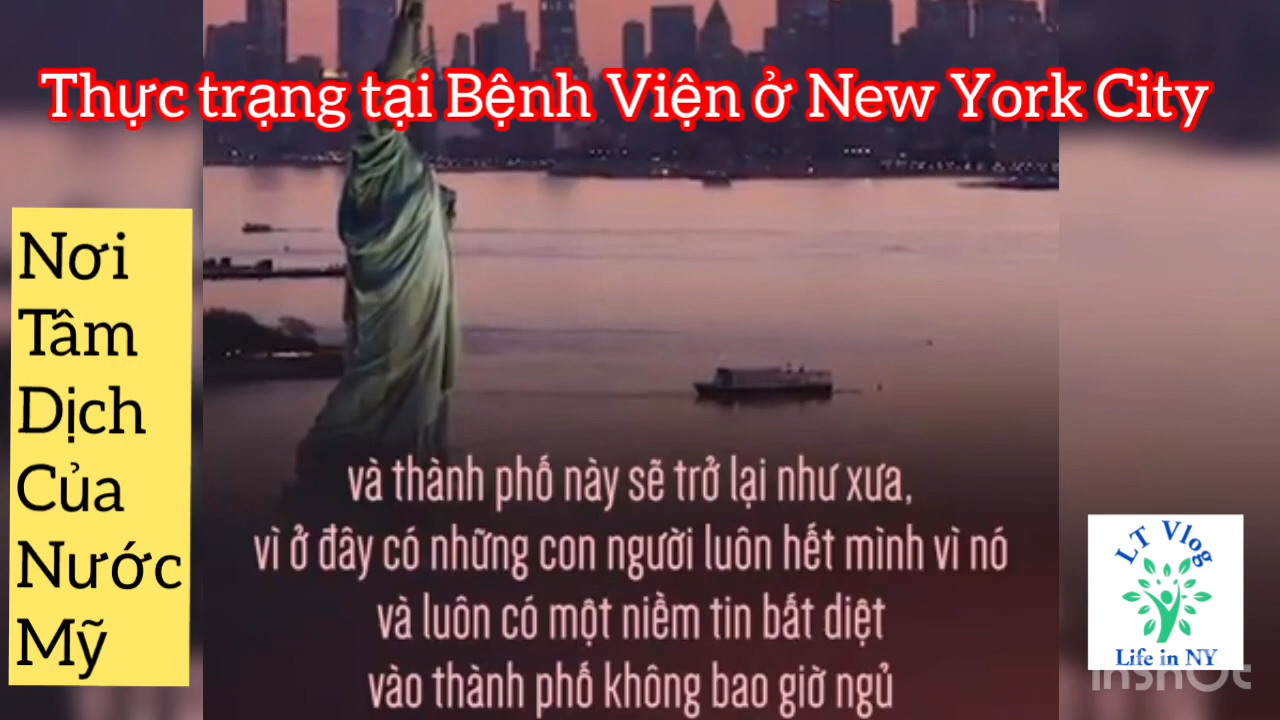 Thực trạng tại Bệnh Viện ở New York City
Nơi
Tầm
Dịch
Của
Nước
Mỹ
và thành phố này sẽ trở lại như xưa,
vì ở đây có những con người luôn hết mình vì nó
và luôn có một niềm tin bất diệt
vào thành phố không bao giờ ngủ
LT Vlog
Life in NY
InShOt